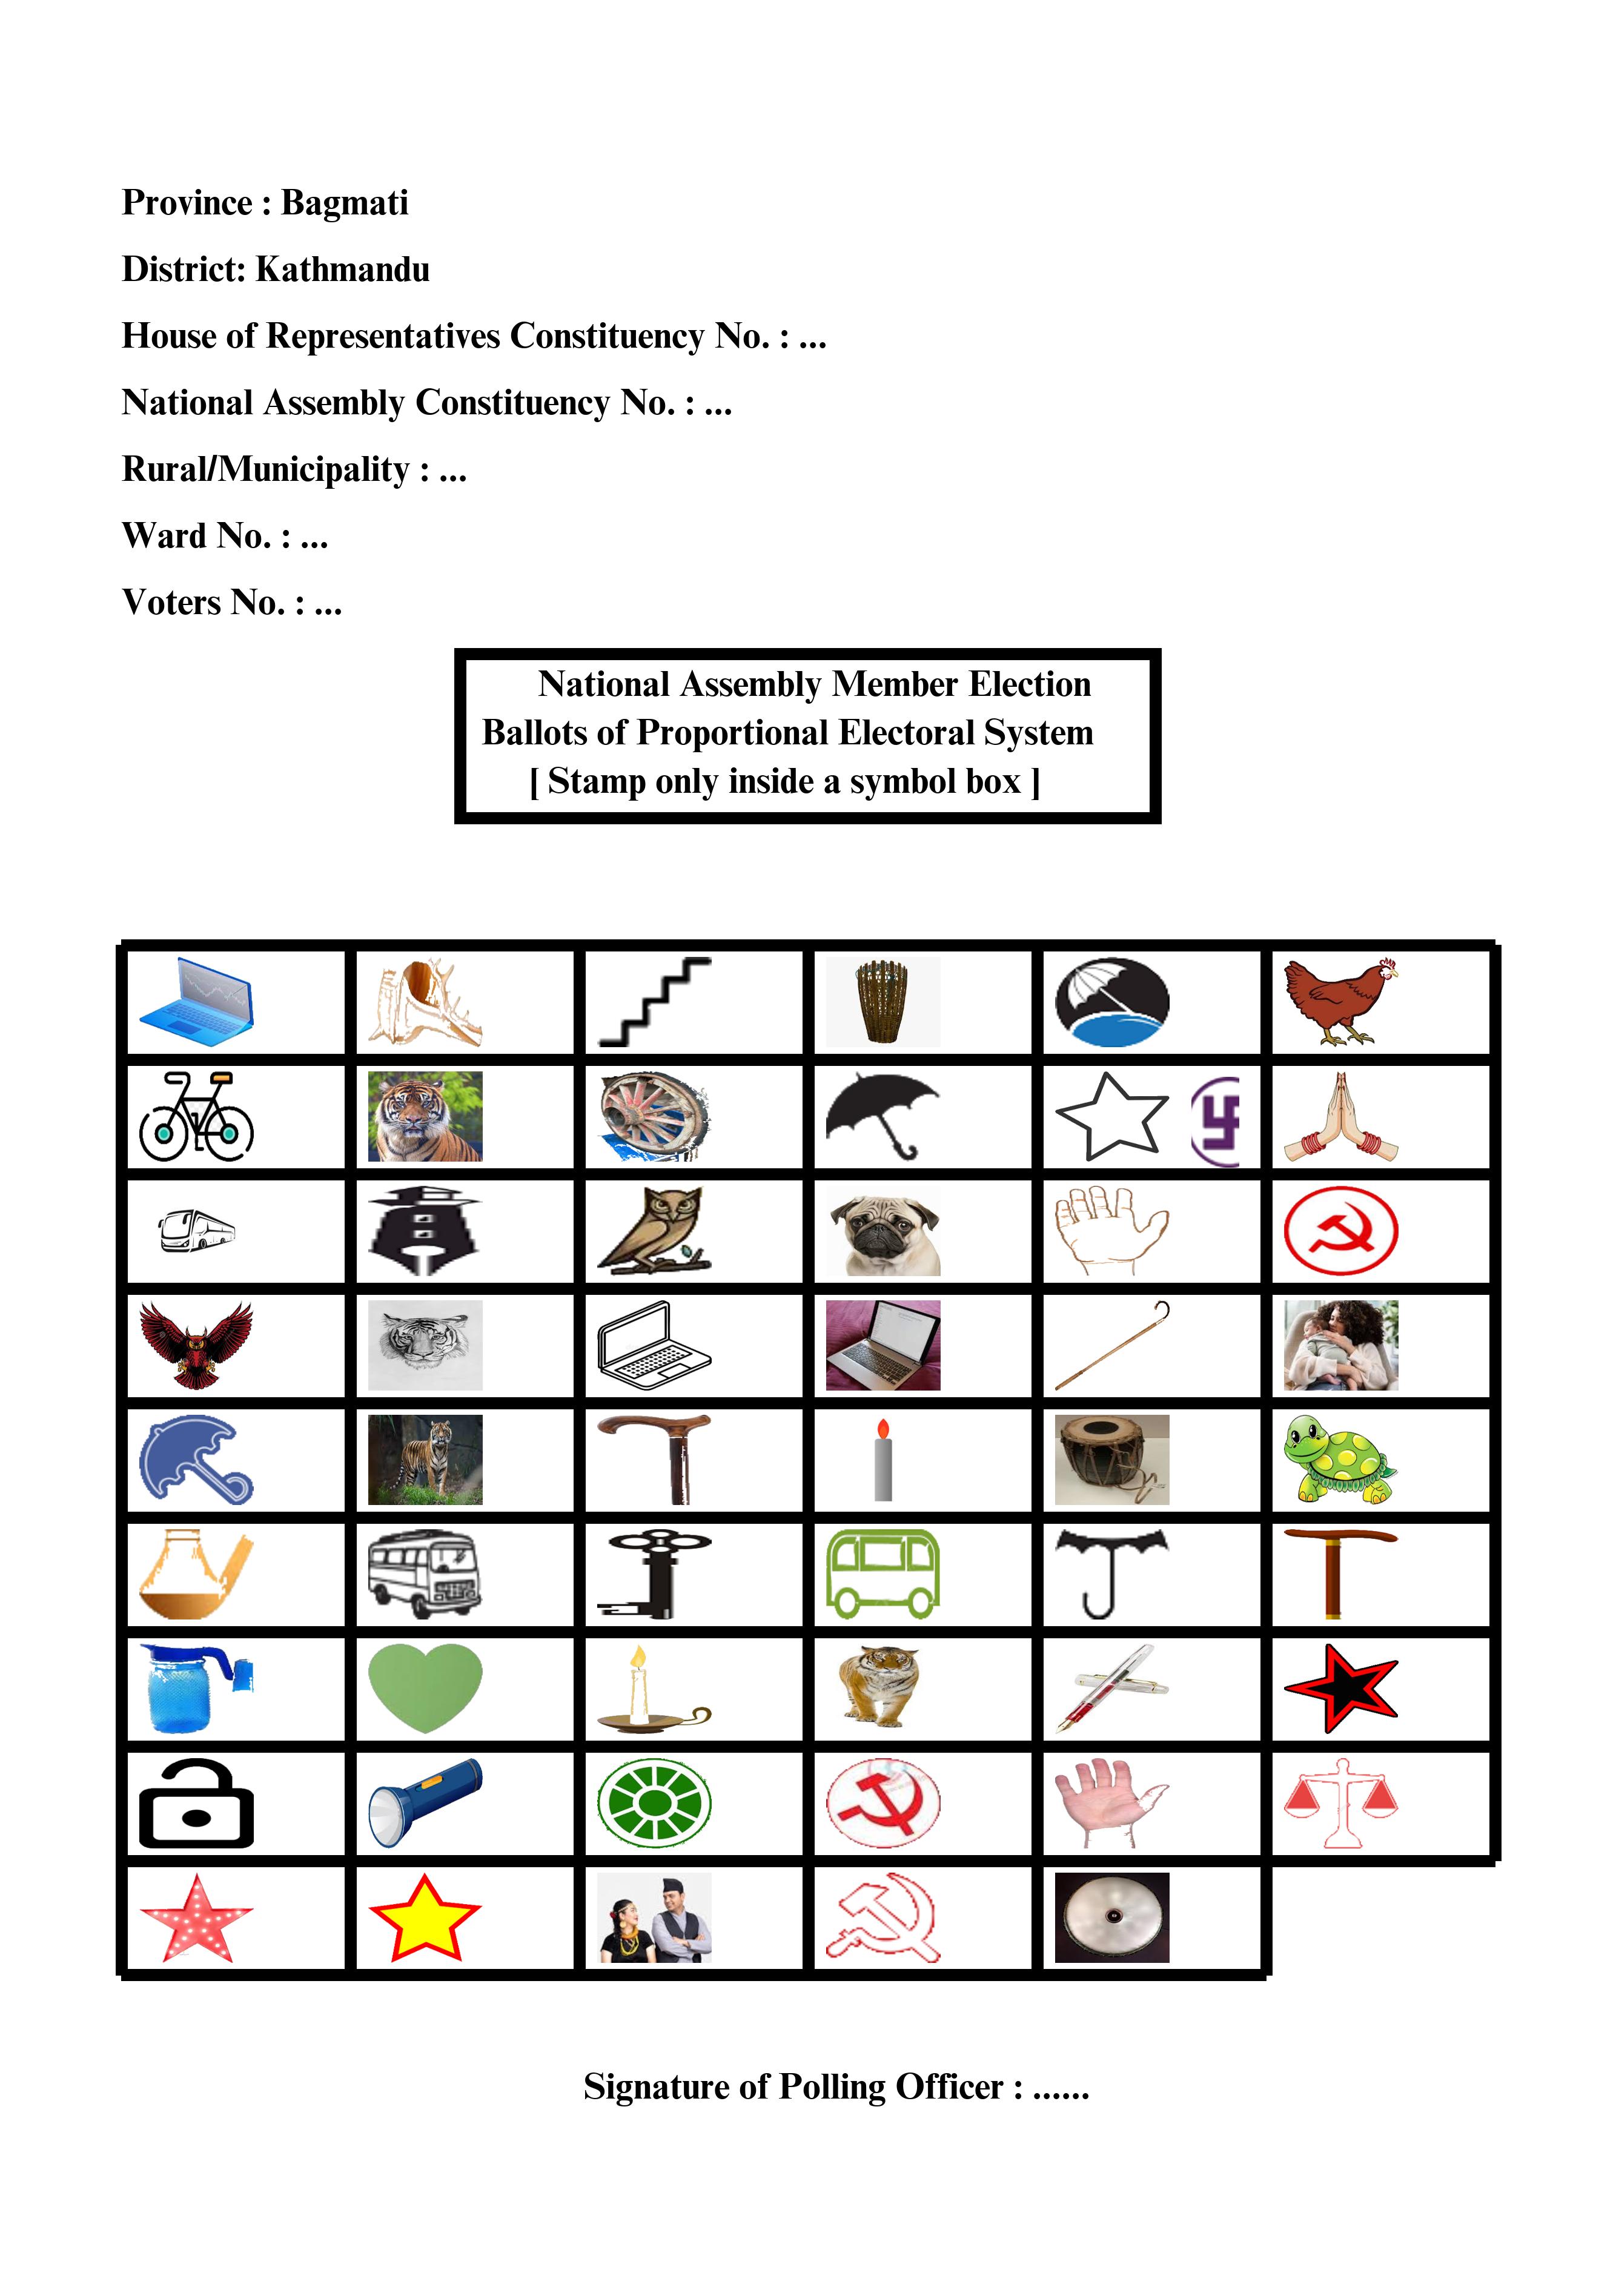 Province : Bagmati
District: Kathmandu
House of Representatives Constituency No. : ...
National Assembly Constituency No. : ...
Rural/Municipality : ...
Ward No. : ...
Voters No. : ...
National Assembly Member Election
Ballots of Proportional Electoral System
[ Stamp only inside a symbol box ]
Signature of Polling Officer : ......